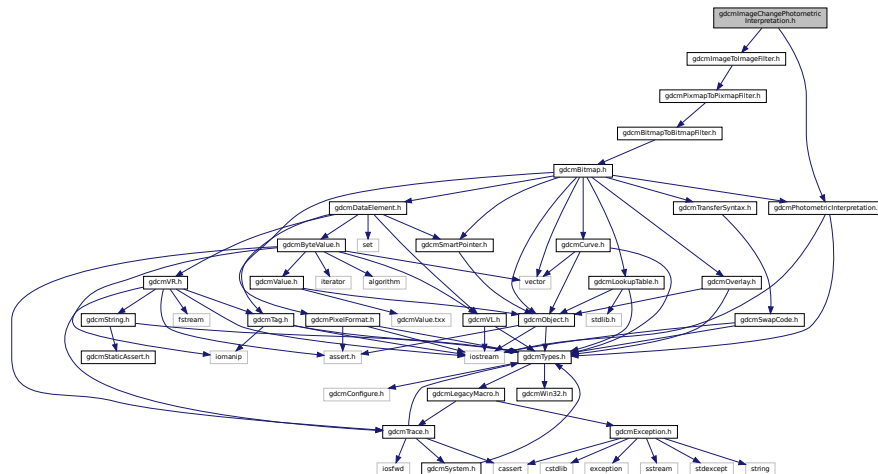 gdcmImageChangePhotometric
Interpretation.h
gdcmImageToImageFilter.h
gdcmPixmapToPixmapFilter.h
gdcmBitmapToBitmapFilter.h
gdcmBitmap.h
gdcmDataElement.h
gdcmTransferSyntax.h
gdcmPhotometricInterpretation.h
gdcmByteValue.h
set
gdcmSmartPointer.h
gdcmCurve.h
gdcmVR.h
gdcmValue.h
iterator
algorithm
vector
gdcmLookupTable.h
gdcmOverlay.h
gdcmString.h
fstream
gdcmTag.h
gdcmPixelFormat.h
gdcmValue.txx
gdcmVL.h
gdcmObject.h
stdlib.h
gdcmSwapCode.h
gdcmStaticAssert.h
iomanip
assert.h
iostream
gdcmTypes.h
gdcmConfigure.h
gdcmLegacyMacro.h
gdcmWin32.h
gdcmTrace.h
gdcmException.h
iosfwd
gdcmSystem.h
cassert
cstdlib
exception
sstream
stdexcept
string